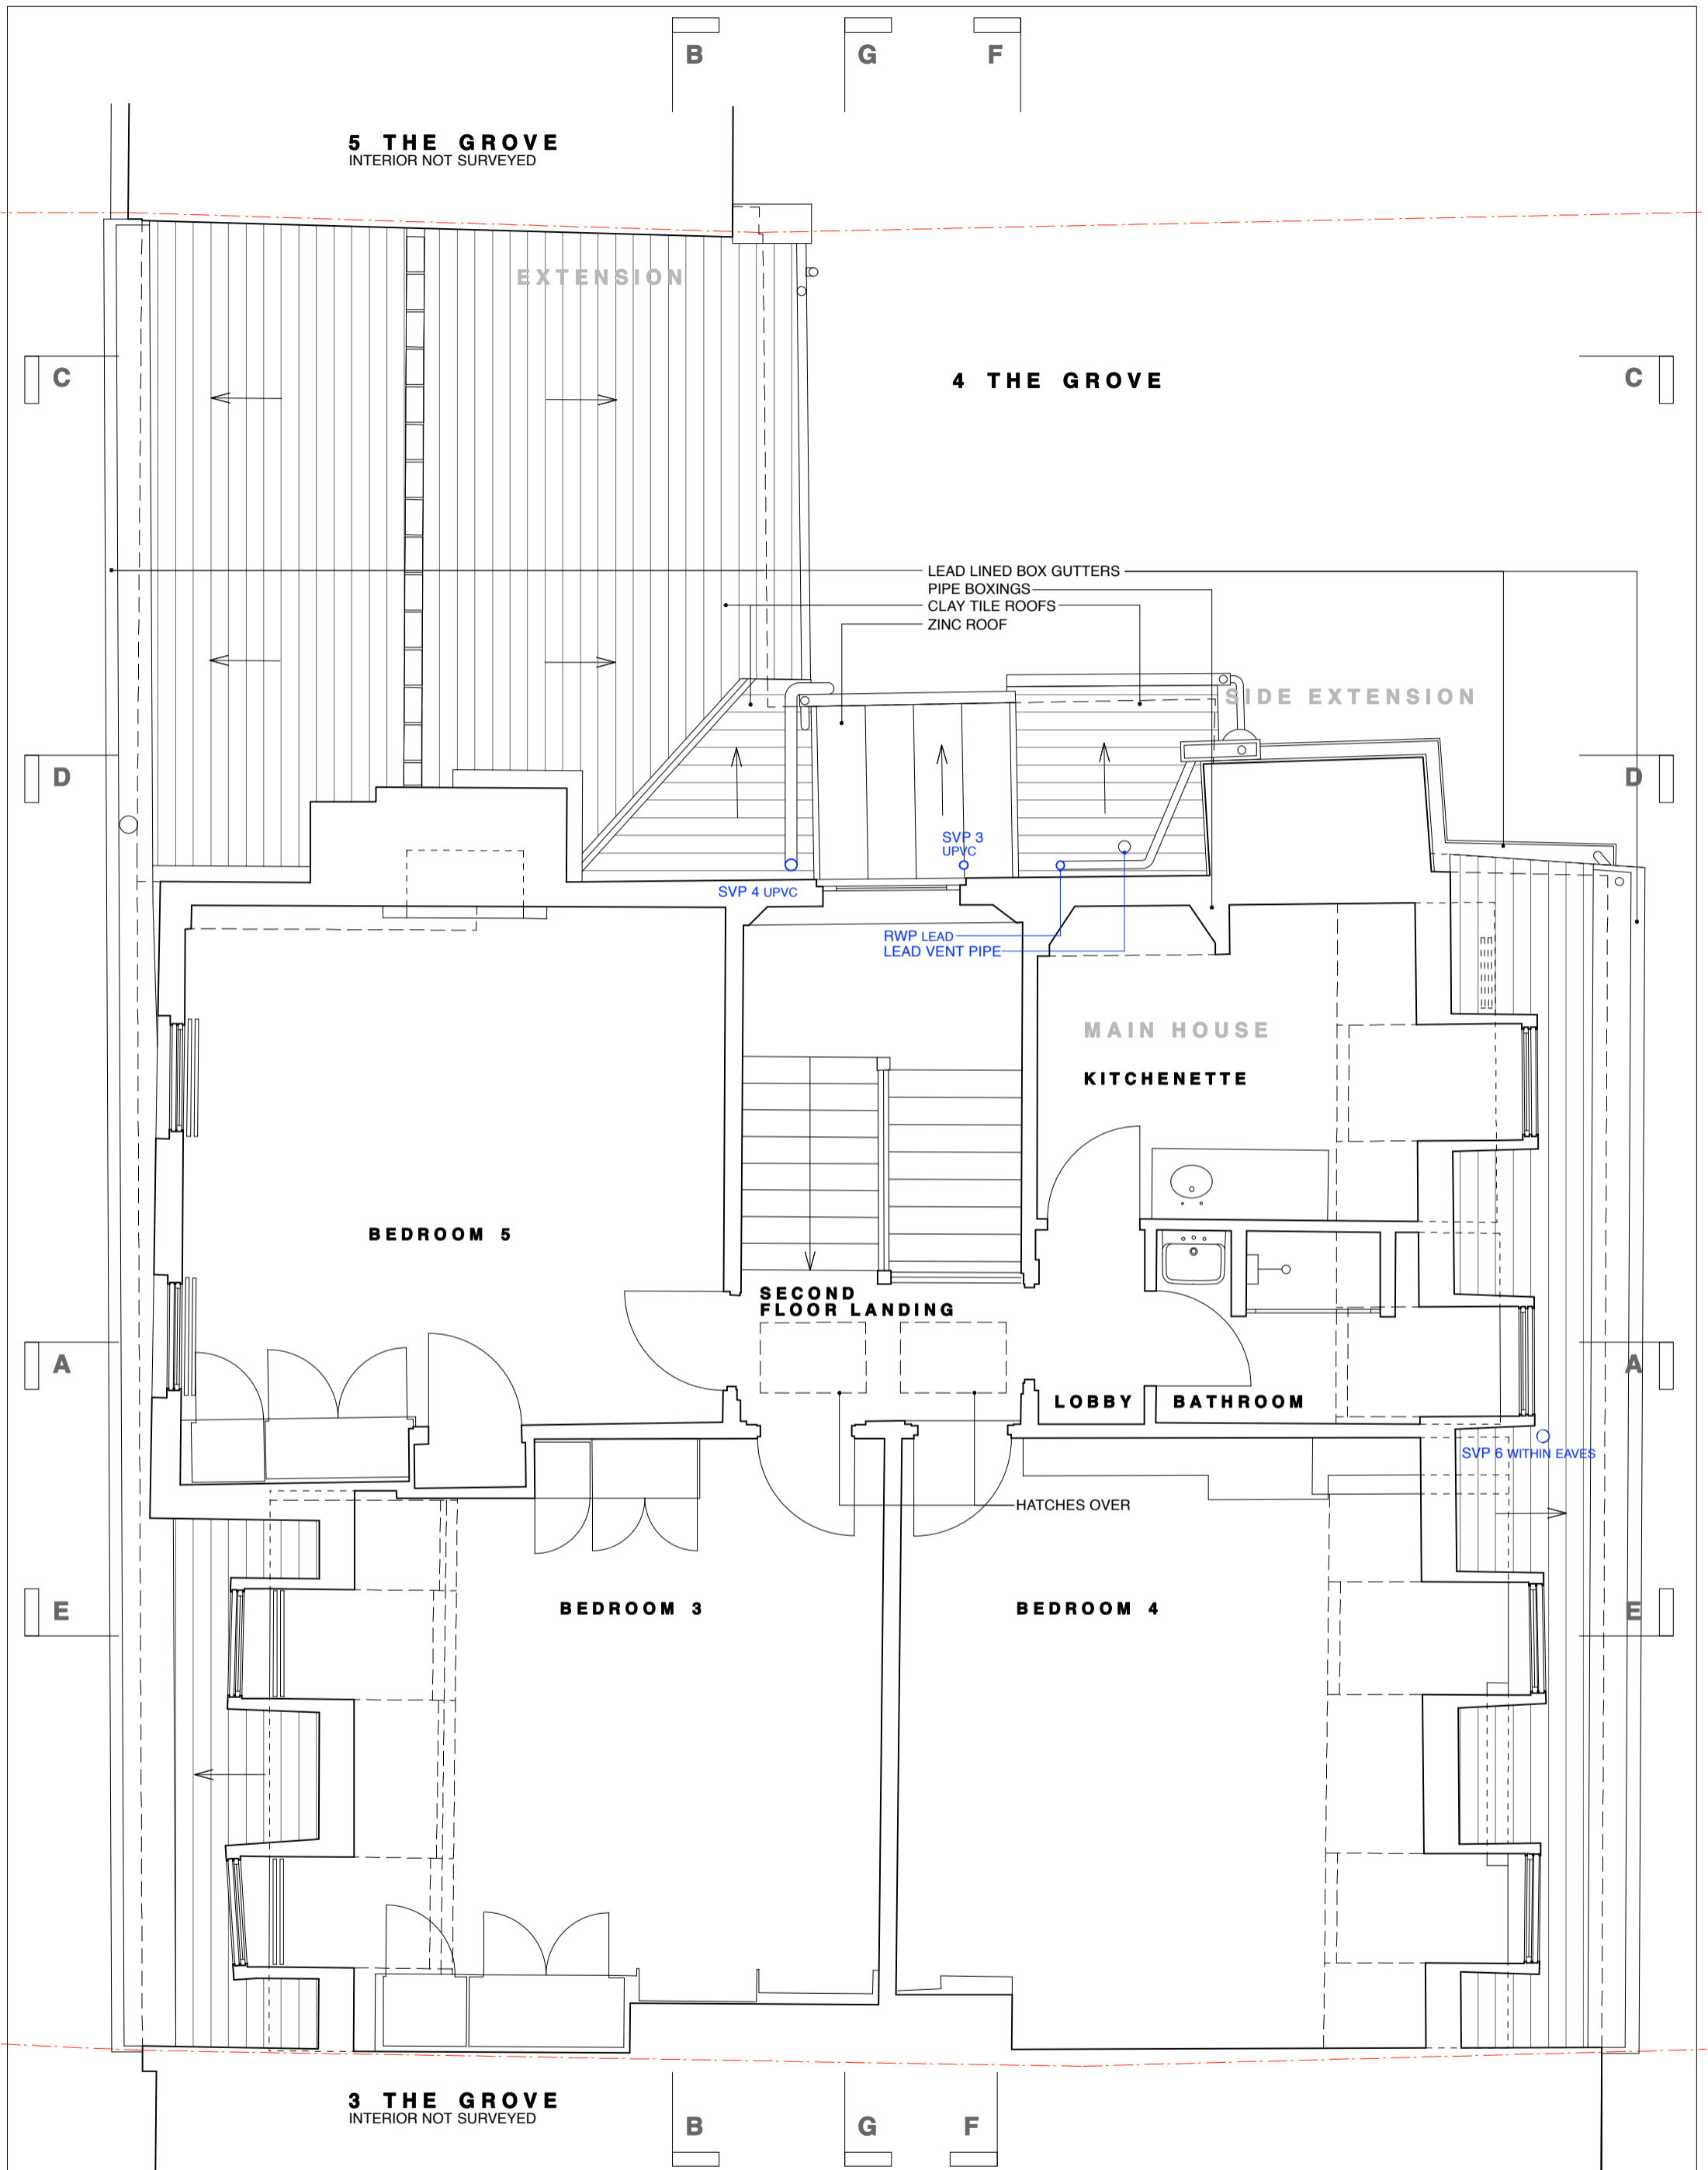 B
G
F
5 THE GROVE
INTERIOR NOT SURVEYED
EXTENSION
C
4 THE GROVE
C
LEAD LINED BOX GUTTERS
PIPE BOXINGS
CLAY TILE ROOFS
ZINC ROOF
SIDE EXTENSION
D
D
SVP 3
UPVC
SVP 4 UPVC
RWP LEAD
LEAD VENT PIPE
MAIN HOUSE
KITCHENETTE
BEDROOM 5
SECOND
FLOOR LANDING
A
A
LOBBY
BATHROOM
SVP 6 WITHIN EAVES
HATCHES OVER
E
BEDROOM 3
BEDROOM 4
E
3 THE GROVE
INTERIOR NOT SURVEYED
B
G
F